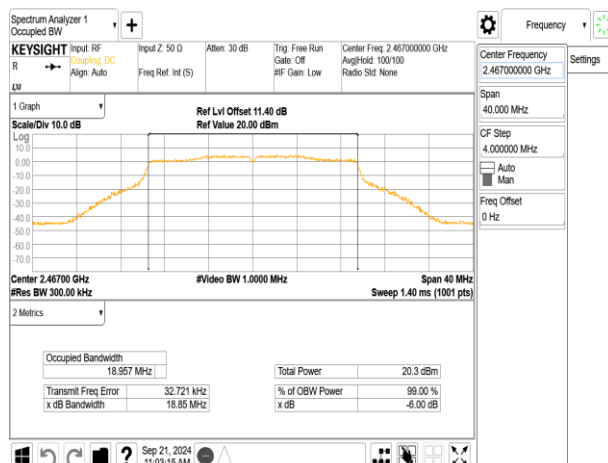 Spectrum Analyzer 1
Occupied BW
Frequency
KEYSIGHT
Input: RF
Input Z: 50 Ω
Atten: 30 dB
Trig: Free Run
Center Freq: 2.467000000 GHz
R
Coupling: DC
Gate: Off
Avg|Hold: 100/100
Align: Auto
Freq Ref: Int (S)
#IF Gain: Low
Radio Std: None
LXI
Center Frequency
2.467000000 GHz
Settings
Span
40.000 MHz
CF Step
4.000000 MHz
Auto
Man
Freq Offset
0 Hz
1 Graph
Ref Lvl Offset 11.40 dB
Scale/Div 10.0 dB
Ref Value 20.00 dBm
Log
10.0
0.00
-10.0
-20.0
-30.0
-40.0
-50.0
-60.0
-70.0
Center 2.46700 GHz
#Video BW 1.0000 MHz
Span 40 MHz
#Res BW 300.00 kHz
Sweep 1.40 ms (1001 pts)
2 Metrics
Occupied Bandwidth
18.957 MHz
Total Power
20.3 dBm
Transmit Freq Error
32.721 kHz
% of OBW Power
99.00 %
x dB Bandwidth
18.85 MHz
x dB
-6.00 dB
Sep 21, 2024
11:03:15 AM